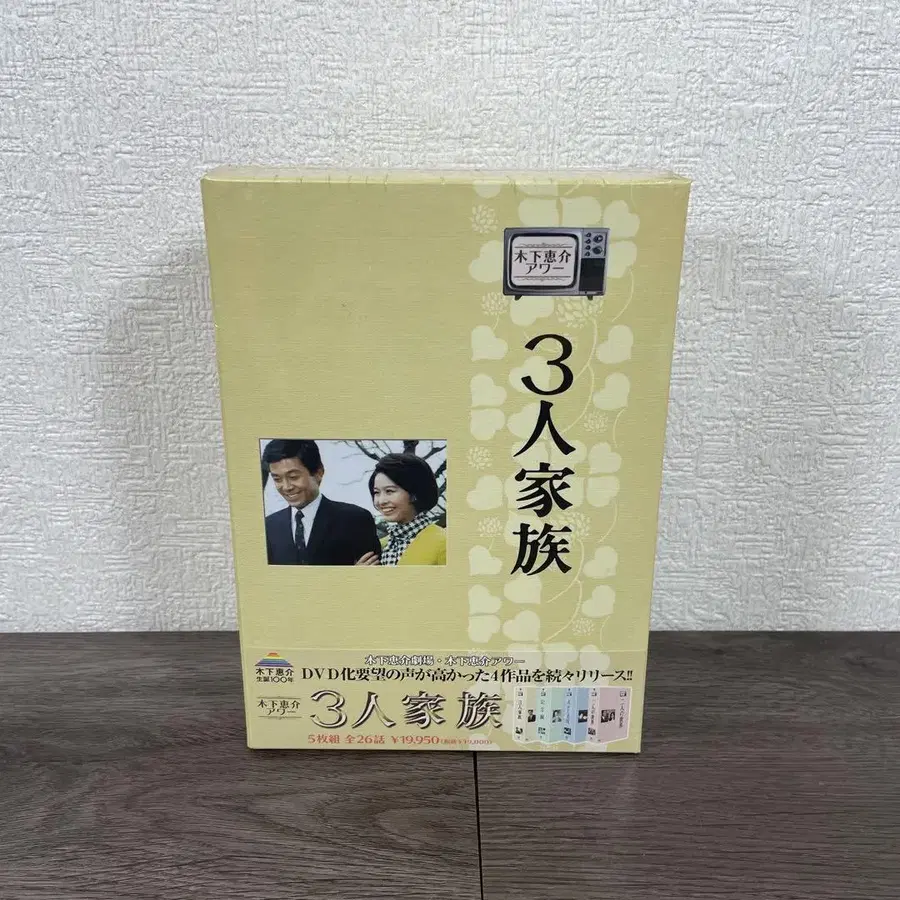 木下恵介
アワー
3人家族
木下恵介劇場・木下恵介アワー
DVD化要望の声が高かった4作品を続々リリース!!
木下恵介
生誕100年
木下恵介
アワー
3人家族
5枚組 全26話 ¥19,950(税抜¥19,000)